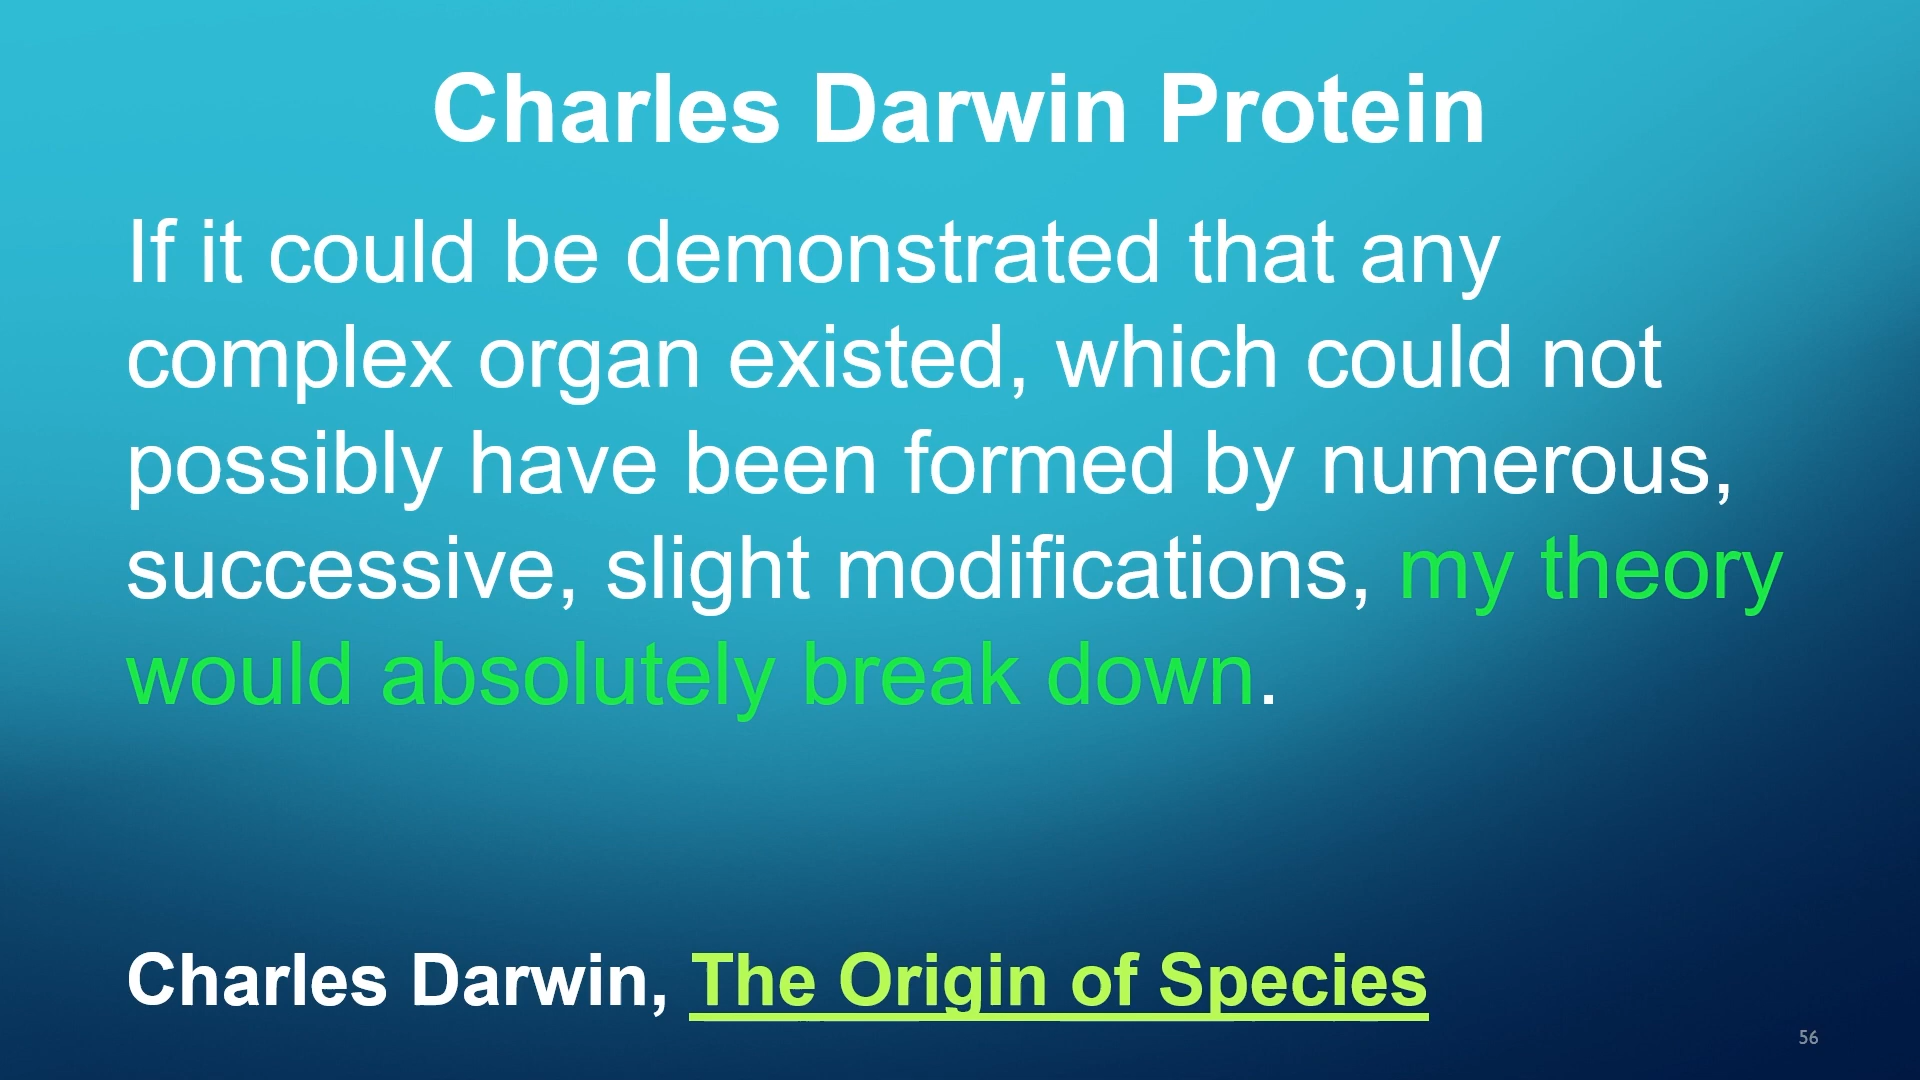 Charles Darwin Protein
If it could be demonstrated that any
complex organ existed, which could not
possibly have been formed by numerous,
successive, slight modifications, my theory
would absolutely break down.
Charles Darwin, The Origin of Species
56